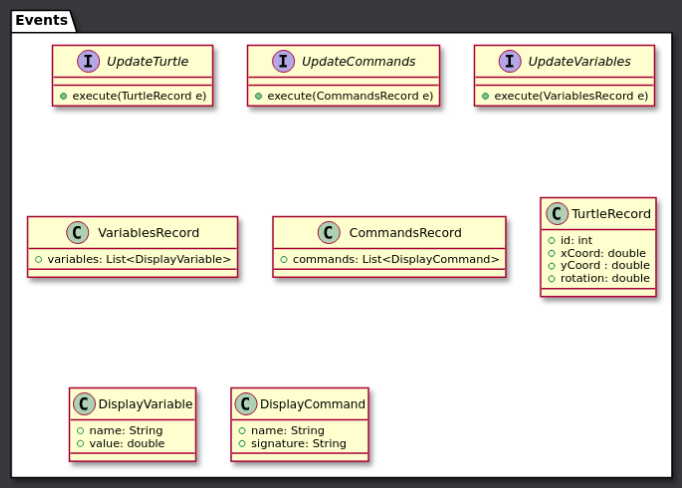 Events
I UpdateTurtle
execute(TurtleRecord e)
I UpdateCommands
execute(CommandsRecord e)
I UpdateVariables
execute(VariablesRecord e)
C VariablesRecord
variables: List<DisplayVariable>
C CommandsRecord
commands: List<DisplayCommand>
C TurtleRecord
id: int
xCoord: double
yCoord : double
rotation: double
C DisplayVariable
name: String
value: double
C DisplayCommand
name: String
signature: String